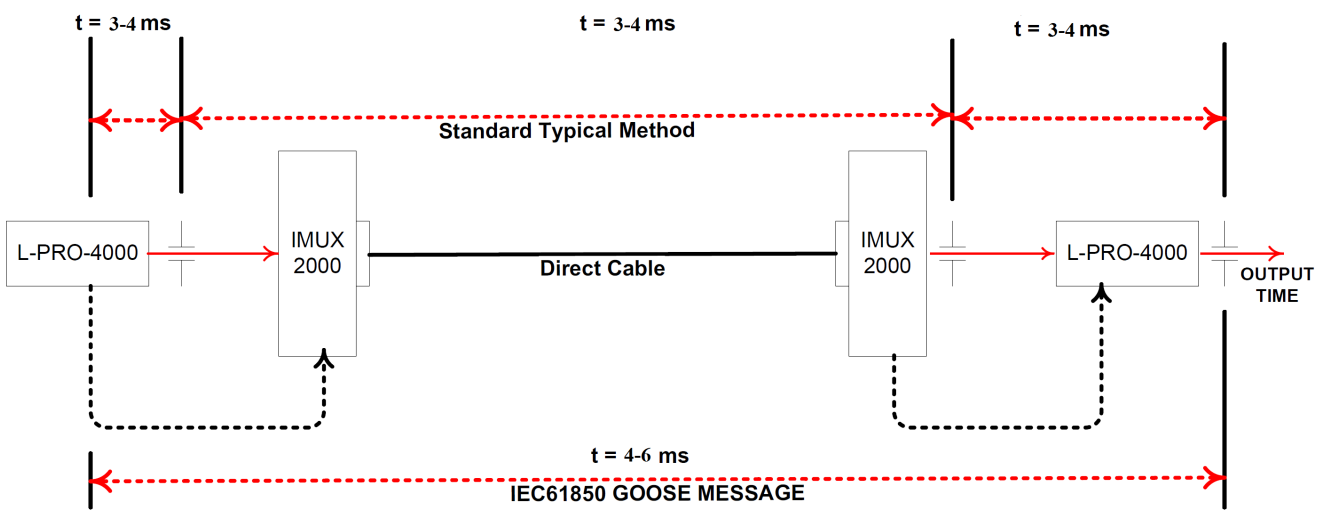 t = 3-4 ms
t = 3-4 ms
t = 3-4 ms
Standard Typical Method
L-PRO-4000
IMUX
2000
Direct Cable
IMUX
2000
L-PRO-4000
OUTPUT
TIME
t = 4-6 ms
IEC61850 GOOSE MESSAGE